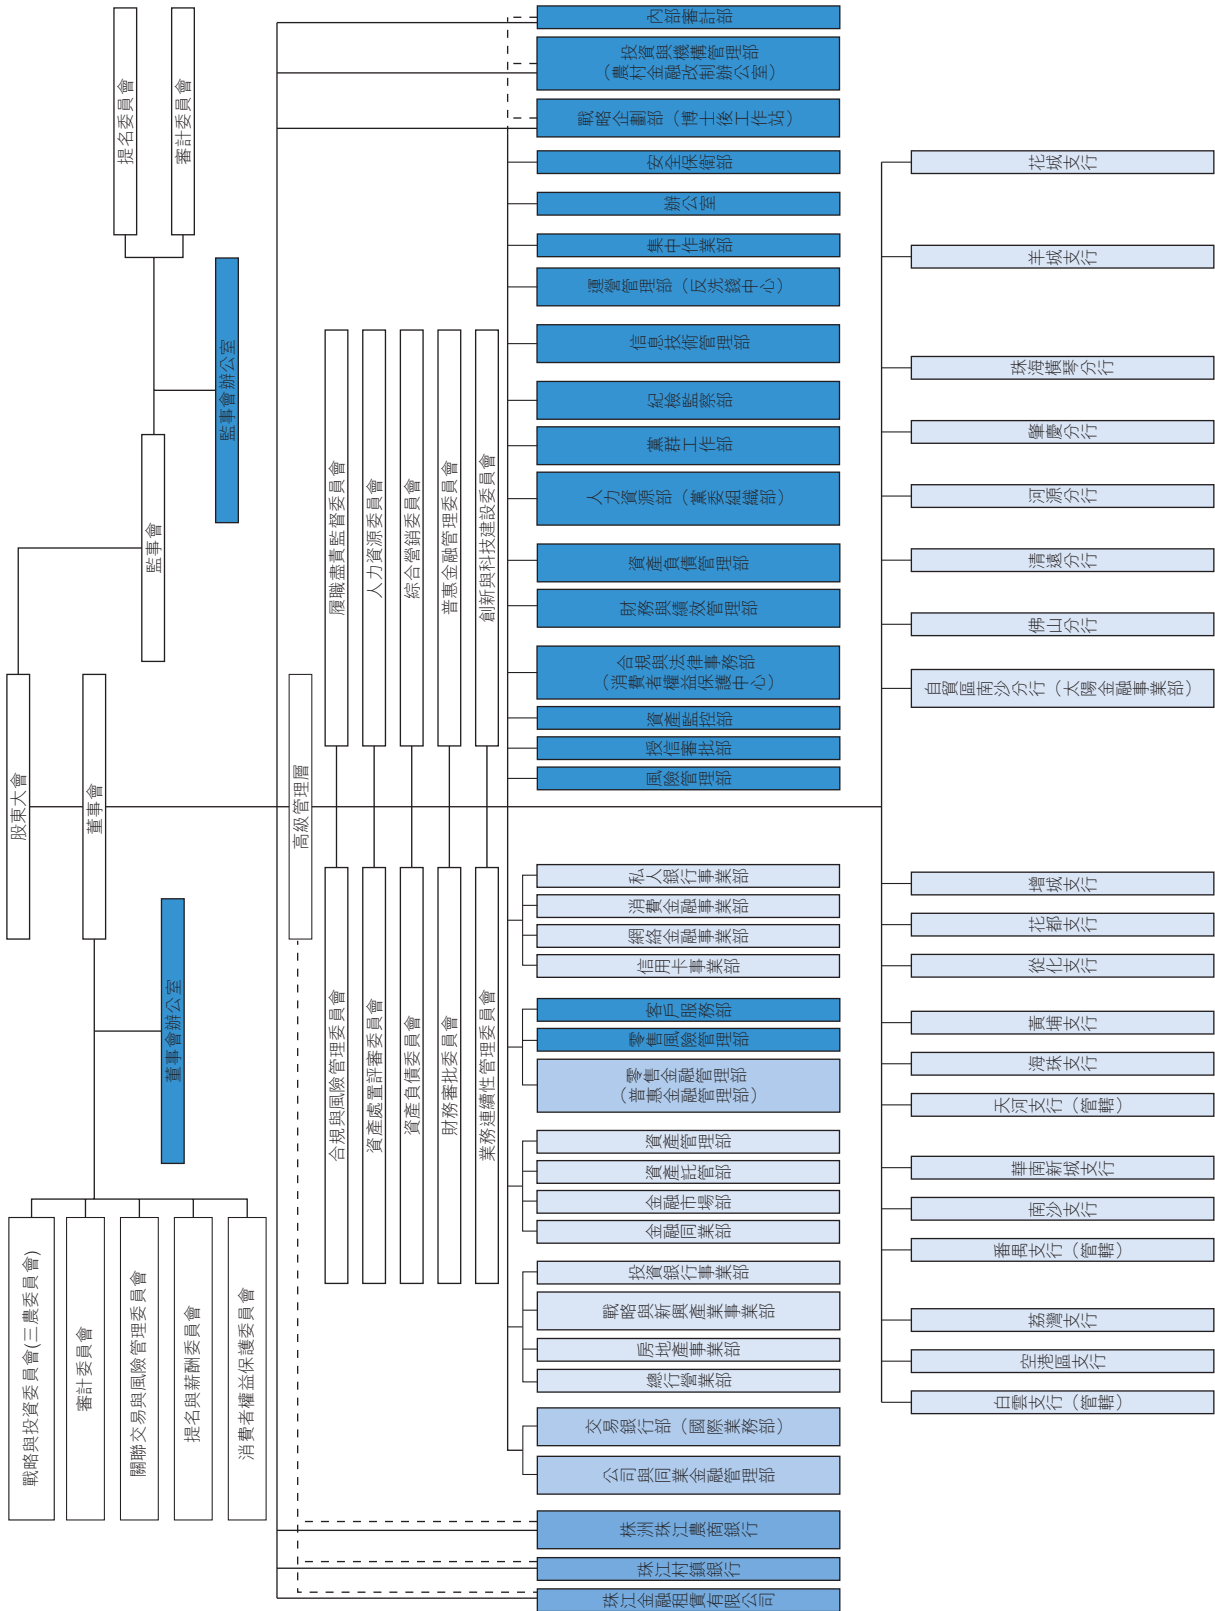 股東大會
董事會
監事會
提名委員會
審計委員會
監事會辦公室
董事會辦公室
戰略與投資委員會(三農委員會)
審計委員會
關聯交易與風險管理委員會
提名與薪酬委員會
消費者權益保護委員會
高級管理層
合規與風險管理委員會
資產處置評審委員會
資產負債委員會
財務審批委員會
業務連續性管理委員會
履職盡責監督委員會
人力資源委員會
綜合營銷委員會
普惠金融管理委員會
創新與科技建設委員會
珠江金融租賃有限公司
珠江村鎮銀行
株洲珠江農商銀行
公司與同業金融管理部
交易銀行部（國際業務部）
總行營業部
房地產事業部
戰略與新興產業事業部
投資銀行事業部
金融同業部
金融市場部
資產託管部
資產管理部
零售金融管理部
（普惠金融管理部）
零售風險管理部
客戶服務部
信用卡事業部
網絡金融事業部
消費金融事業部
私人銀行事業部
風險管理部
授信審批部
資產監控部
合規與法律事務部
（消費者權益保護中心）
財務與績效管理部
資產負債管理部
人力資源部（黨委組織部）
黨群工作部
紀檢監察部
信息技術管理部
運營管理部（反洗錢中心）
集中作業部
辦公室
安全保衛部
戰略企劃部（博士後工作站）
投資與機構管理部
（農村金融改制辦公室）
內部審計部
白雲支行（管轄）
空港區支行
荔灣支行
番禺支行（管轄）
南沙支行
華南新城支行
天河支行（管轄）
海珠支行
黃埔支行
從化支行
花都支行
增城支行
自貿區南沙分行（太陽金融事業部）
佛山分行
清遠分行
河源分行
肇慶分行
珠海橫琴分行
羊城支行
花城支行